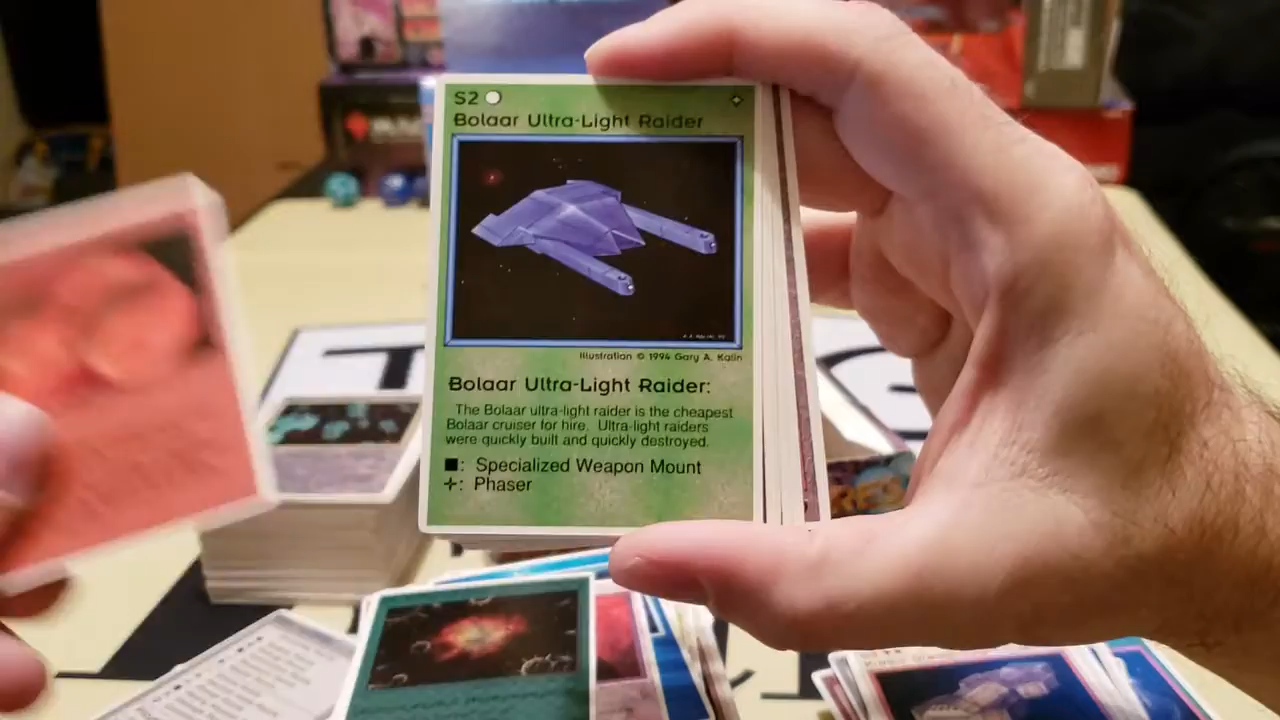 S2
Bolaar Ultra-Light Raider
Illustration © 1994 Gary A. Kalin
Bolaar Ultra-Light Raider:
The Bolaar ultra-light raider is the cheapest
Bolaar cruiser for hire. Ultra-light raiders
were quickly built and quickly destroyed.
■: Specialized Weapon Mount
✛: Phaser